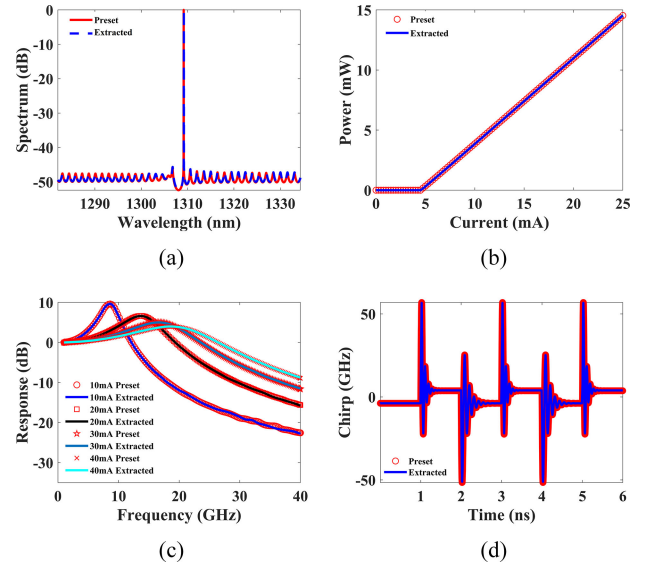 0
Preset
Extracted
-10
-20
-30
-40
-50
Spectrum (dB)
1290
1300
1310
1320
1330
Wavelength (nm)
(a)
15
Preset
Extracted
10
5
0
Power (mW)
0
5
10
15
20
25
Current (mA)
(b)
10
0
-10
-20
-30
Response (dB)
10mA Preset
10mA Extracted
20mA Preset
20mA Extracted
30mA Preset
30mA Extracted
40mA Preset
40mA Extracted
0
10
20
30
40
Frequency (GHz)
(c)
50
0
-50
Chirp (GHz)
Preset
Extracted
1
2
3
4
5
6
Time (ns)
(d)